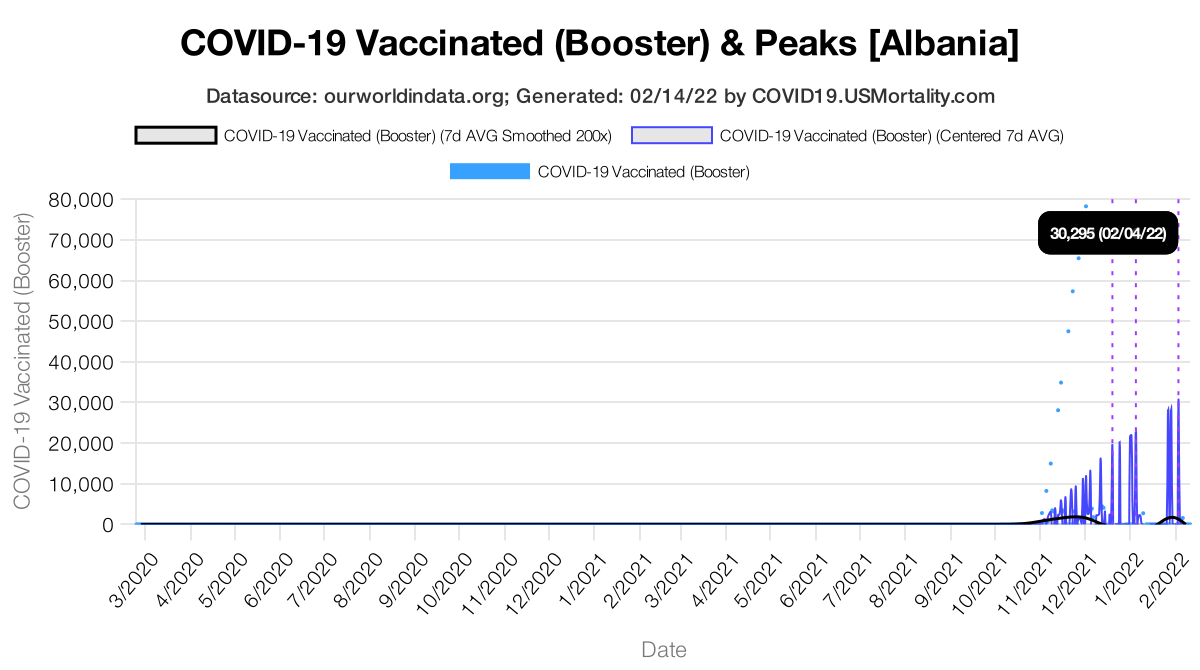 COVID-19 Vaccinated (Booster) & Peaks [Albania]
Datasource: ourworldindata.org; Generated: 02/14/22 by COVID19.USMortality.com
COVID-19 Vaccinated (Booster) (7d AVG Smoothed 200x) COVID-19 Vaccinated (Booster) (Centered 7d AVG)
COVID-19 Vaccinated (Booster)
COVID-19 Vaccinated (Booster)
80,000
70,000
60,000
50,000
40,000
30,000
20,000
10,000
0
30,295 (02/04/22)
3/2020 4/2020 5/2020 6/2020 7/2020 8/2020 9/2020 10/2020 11/2020 12/2020 1/2021 2/2021 3/2021 4/2021 5/2021 6/2021 7/2021 8/2021 9/2021 10/2021 11/2021 12/2021 1/2022 2/2022
Date